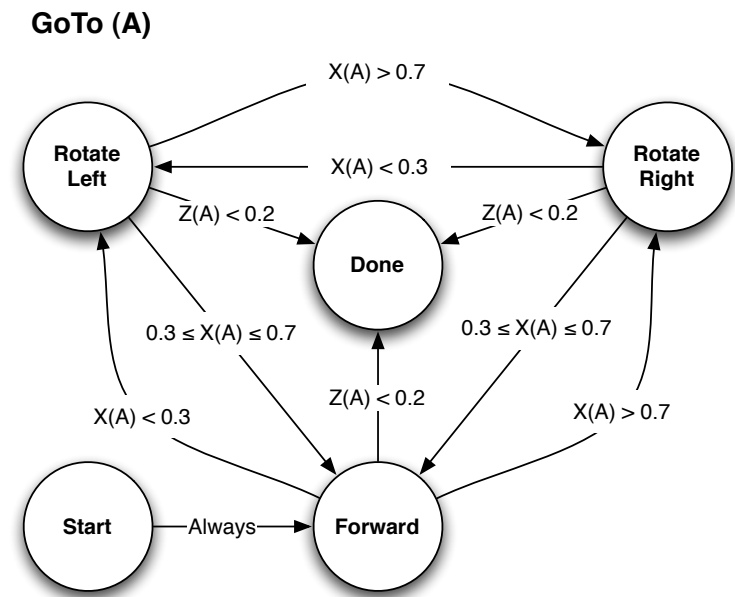 GoTo (A)
X(A) > 0.7
Rotate
Left
X(A) < 0.3
Rotate
Right
Z(A) < 0.2
Z(A) < 0.2
Done
0.3 ≤ X(A) ≤ 0.7
0.3 ≤ X(A) ≤ 0.7
Z(A) < 0.2
X(A) < 0.3
X(A) > 0.7
Start
Always
Forward